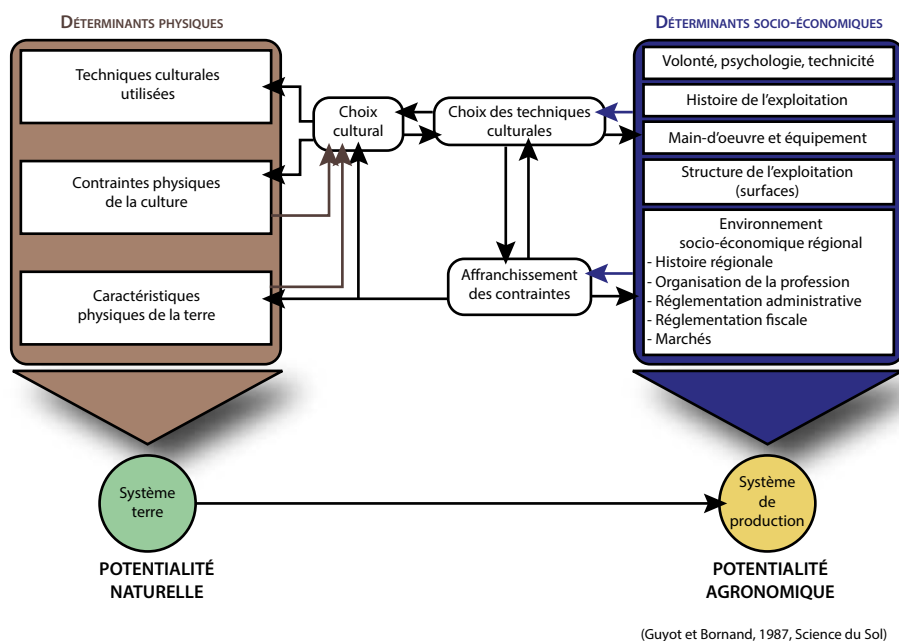 DÉTERMINANTS PHYSIQUES
Techniques culturales
utilisées
Contraintes physiques
de la culture
Caractéristiques
physiques de la terre
Choix
cultural
Choix des techniques
culturales
Affranchissement
des contraintes
DÉTERMINANTS SOCIO-ÉCONOMIQUES
Volonté, psychologie, technicité
Histoire de l'exploitation
Main-d'oeuvre et équipement
Structure de l'exploitation
(surfaces)
Environnement
socio-économique régional
- Histoire régionale
- Organisation de la profession
- Réglementation administrative
- Réglementation fiscale
- Marchés
Système
terre
Système
de
production
POTENTIALITÉ
NATURELLE
POTENTIALITÉ
AGRONOMIQUE
(Guyot et Bornand, 1987, Science du Sol)